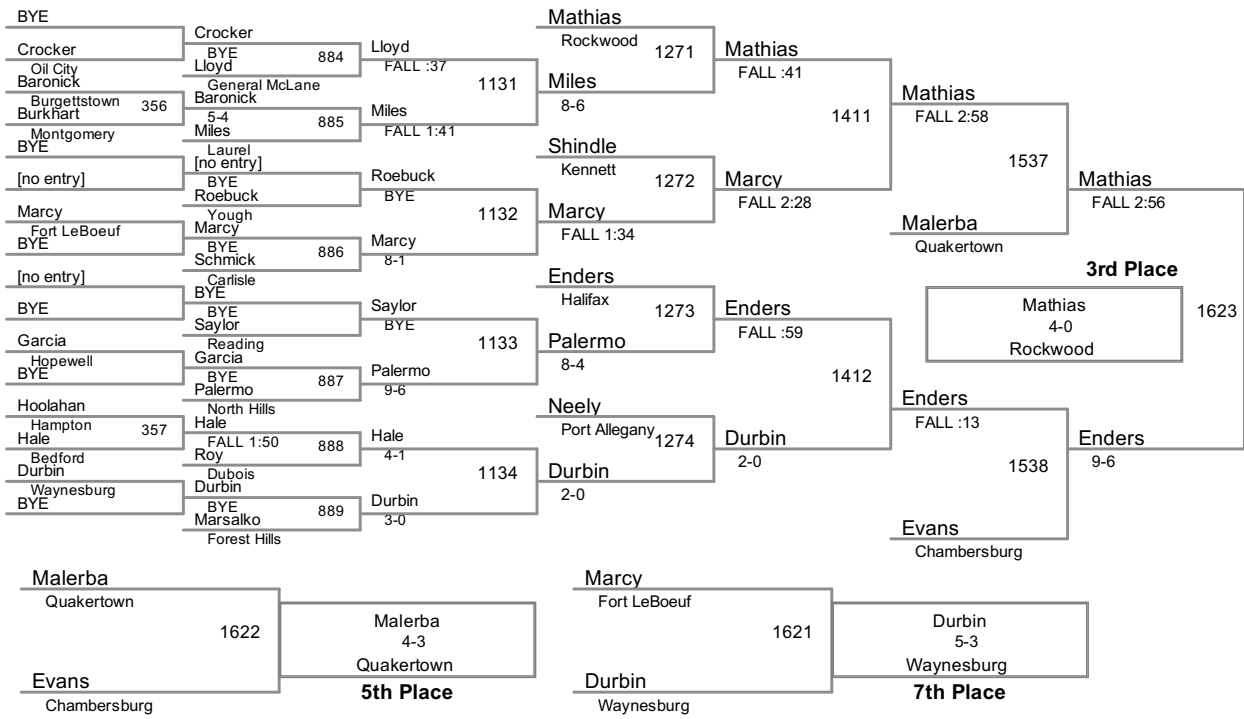 BYE
Crocker
Oil City
Baronick
Burgettstown
356
Burkhart
Montgomery
BYE
[no entry]
Marcy
Fort LeBoeuf
BYE
[no entry]
BYE
Garcia
Hopewell
BYE
Hoolahan
Hampton
357
Hale
Bedford
Durbin
Waynesburg
BYE
Crocker
BYE
884
Lloyd
General McLane
Baronick
5-4
885
Miles
Laurel
[no entry]
BYE
Roebuck
Yough
Marcy
BYE
886
Schmick
Carlisle
BYE
BYE
Saylor
Reading
Garcia
BYE
887
Palermo
North Hills
Hale
FALL 1:50
888
Roy
Dubois
Durbin
BYE
889
Marsalko
Forest Hills
Lloyd
FALL :37
1131
Miles
FALL 1:41
Roebuck
BYE
1132
Marcy
8-1
Saylor
BYE
1133
Palermo
9-6
Hale
4-1
1134
Durbin
3-0
Mathias
Rockwood
1271
Miles
8-6
Shindle
Kennett
1272
Marcy
FALL 1:34
Enders
Halifax
1273
Palermo
8-4
Neely
Port Allegany
1274
Durbin
2-0
Mathias
FALL :41
1411
Marcy
FALL 2:28
Enders
FALL :59
1412
Durbin
2-0
Mathias
FALL 2:58
1537
Malerba
Quakertown
Enders
FALL :13
1538
Evans
Chambersburg
Mathias
FALL 2:56
3rd Place
Mathias
4-0
Rockwood
1623
Enders
9-6
Malerba
Quakertown
1622
Evans
Chambersburg
Malerba
4-3
Quakertown
5th Place
Marcy
Fort LeBoeuf
1621
Durbin
Waynesburg
Durbin
5-3
Waynesburg
7th Place